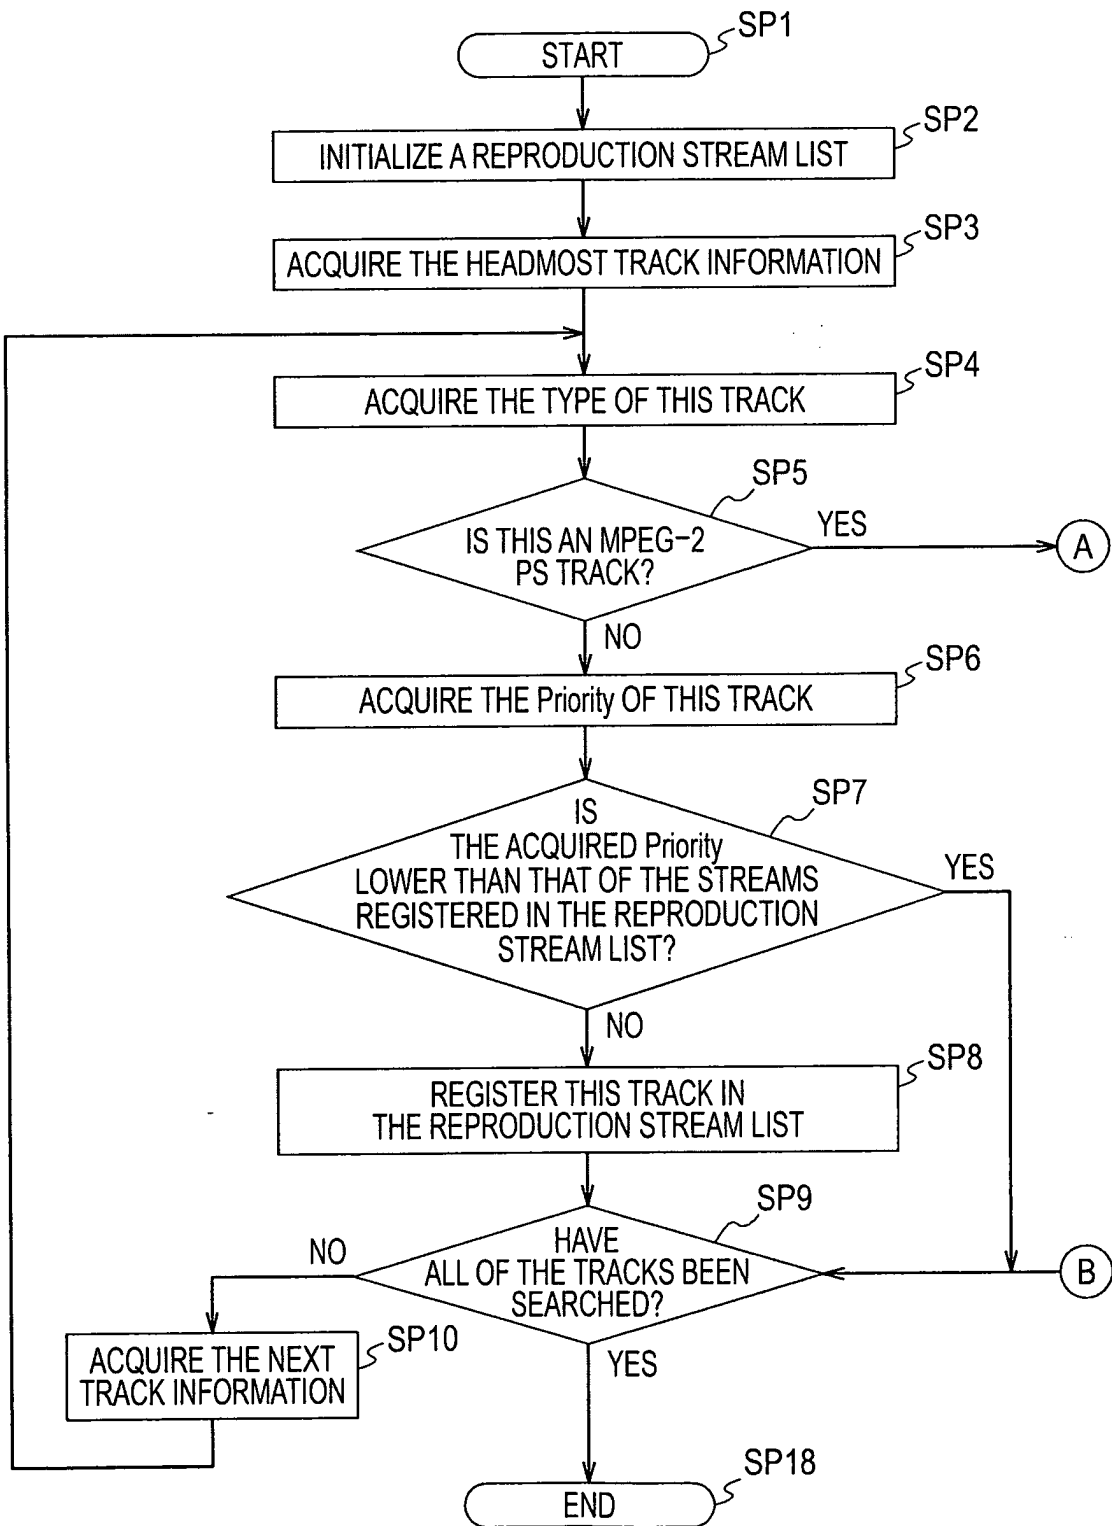 SP1
START
SP2
INITIALIZE A REPRODUCTION STREAM LIST
SP3
ACQUIRE THE HEADMOST TRACK INFORMATION
SP4
ACQUIRE THE TYPE OF THIS TRACK
SP5
IS THIS AN MPEG-2
PS TRACK?
YES
A
NO
SP6
ACQUIRE THE Priority OF THIS TRACK
SP7
IS
THE ACQUIRED Priority
LOWER THAN THAT OF THE STREAMS
REGISTERED IN THE REPRODUCTION
STREAM LIST?
YES
NO
SP8
REGISTER THIS TRACK IN
THE REPRODUCTION STREAM LIST
SP9
HAVE
ALL OF THE TRACKS BEEN
SEARCHED?
NO
B
SP10
ACQUIRE THE NEXT
TRACK INFORMATION
YES
SP18
END